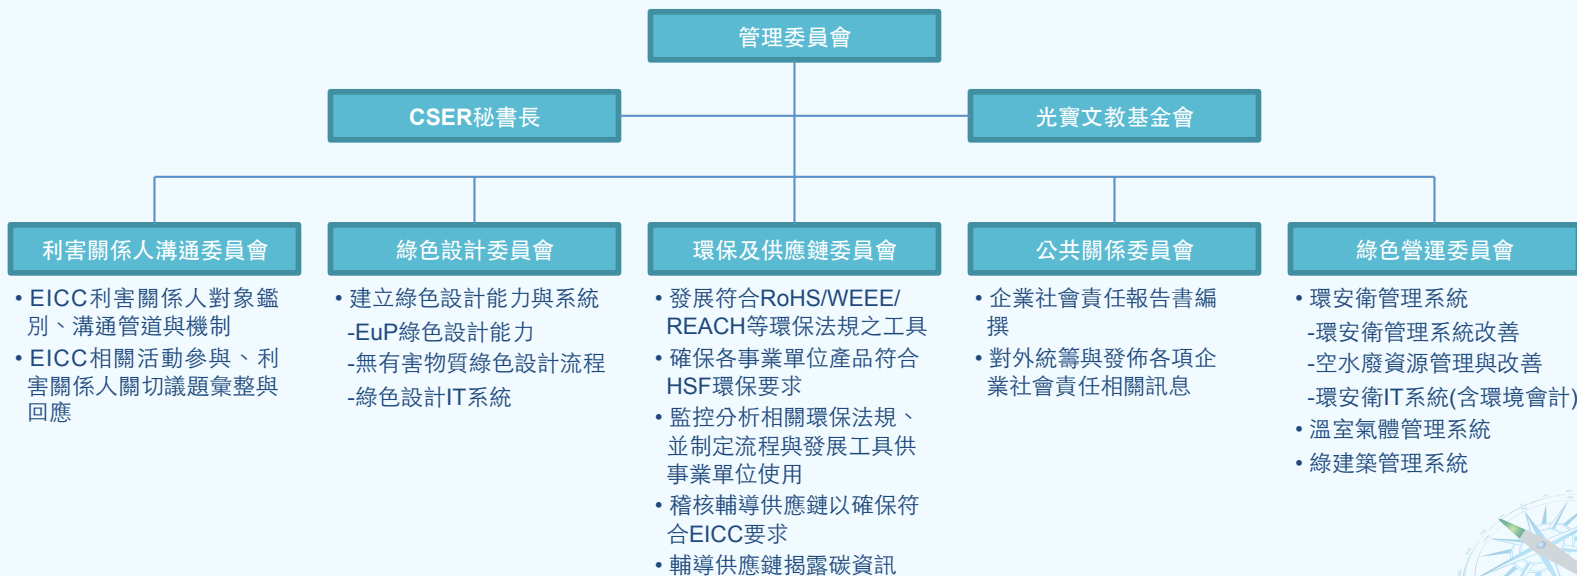 管理委員會
CSER秘書長
光寶文教基金會
利害關係人溝通委員會
• EICC利害關係人對象鑑
別、溝通管道與機制
• EICC相關活動參與、利
害關係人關切議題彙整與
回應
綠色設計委員會
• 建立綠色設計能力與系統
-EuP綠色設計能力
-無有害物質綠色設計流程
-綠色設計IT系統
環保及供應鏈委員會
• 發展符合RoHS/WEEE/
REACH等環保法規之工具
• 確保各事業單位產品符合
HSF環保要求
• 監控分析相關環保法規、
並制定流程與發展工具供
事業單位使用
• 稽核輔導供應鏈以確保符
合EICC要求
• 輔導供應鏈揭露碳資訊
公共關係委員會
• 企業社會責任報告書編
撰
• 對外統籌與發佈各項企
業社會責任相關訊息
綠色營運委員會
• 環安衛管理系統
-環安衛管理系統改善
-空水廢資源管理與改善
-環安衛IT系統(含環境會計)
• 溫室氣體管理系統
• 綠建築管理系統